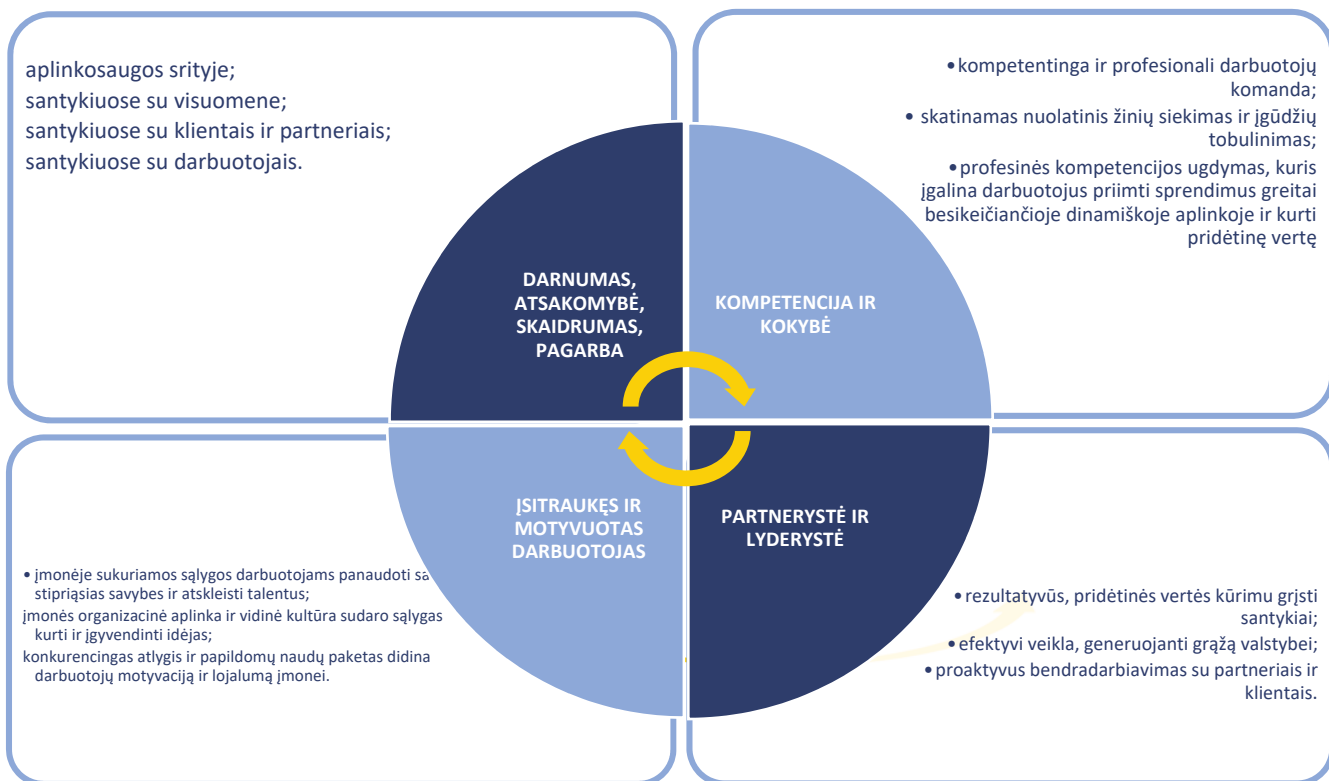 aplinkosaugos srityje;
santykiuose su visuomene;
santykiuose su klientais ir partneriais;
santykiuose su darbuotojais.
•kompetentinga ir profesionali darbuotojų
komanda;
• skatinamas nuolatinis žinių siekimas ir įgūdžių
tobulinimas;
•profesinės kompetencijos ugdymas, kuris
įgalina darbuotojus priimti sprendimus greitai
besikeičiančioje dinamiškoje aplinkoje ir kurti
pridėtinę vertę
DARNUMAS,
ATSAKOMYBĖ,
SKAIDRUMAS,
PAGARBA
KOMPETENCIJA IR
KOKYBĖ
ĮSITRAUKĘS IR
MOTYVUOTAS
DARBUOTOJAS
PARTNERYSTĖ IR
LYDERYSTĖ
• įmonėje sukuriamos sąlygos darbuotojams panaudoti
stipriąsias savybes ir atskleisti talentus;
įmonės organizacinė aplinka ir vidinė kultūra sudaro sąlygas
kurti ir įgyvendinti idėjas;
konkurencingas atlygis ir papildomų naudų paketas didina
darbuotojų motyvaciją ir lojalumą įmonei.
•rezultatyvūs, pridėtinės vertės kūrimu grįsti
santykiai;
•efektyvi veikla, generuojanti grąžą valstybei;
•proaktyvus bendradarbiavimas su partneriais ir
klientais.